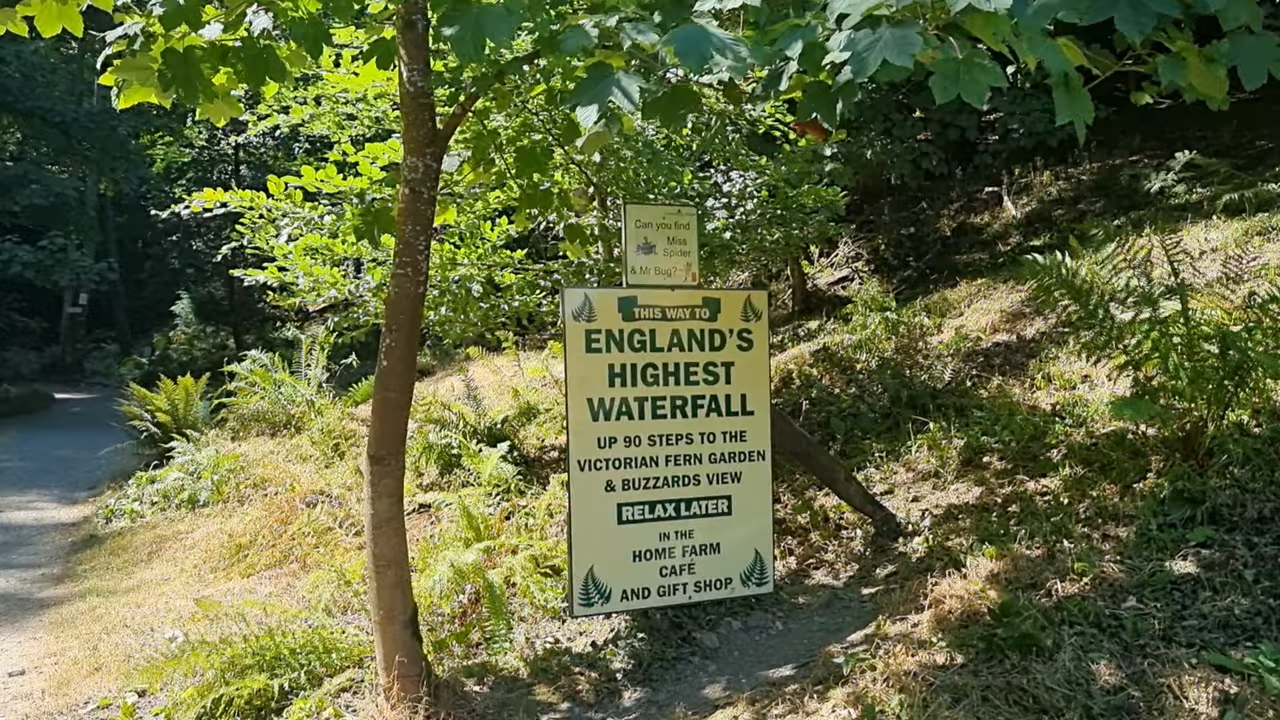 Can you find
Miss
Spider
& Mr Bug?
THIS WAY TO
ENGLAND'S
HIGHEST
WATERFALL
UP 90 STEPS TO THE
VICTORIAN FERN GARDEN
& BUZZARDS VIEW
RELAX LATER
IN THE
HOME FARM
CAFÉ
AND GIFT SHOP